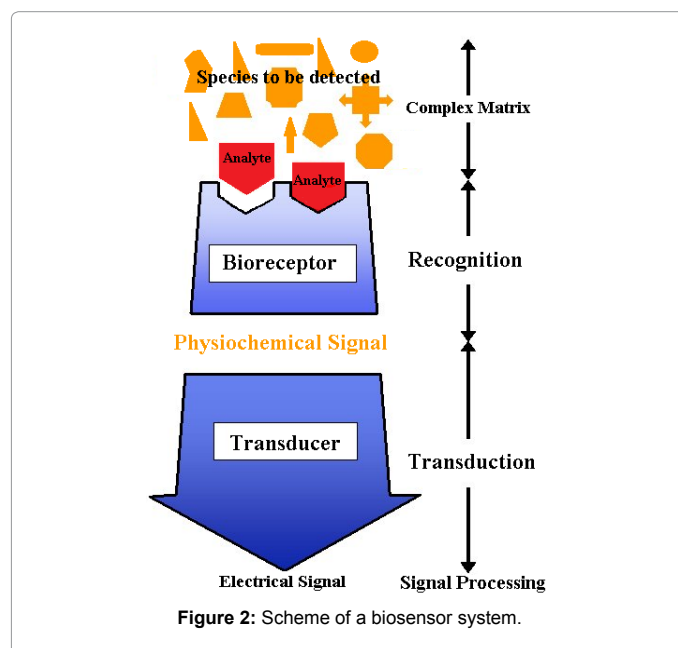 Species to be detected
Complex Matrix
Analyte
Analyte
Bioreceptor
Recognition
Physiochemical Signal
Transducer
Transduction
Electrical Signal
Signal Processing
Figure 2: Scheme of a biosensor system.